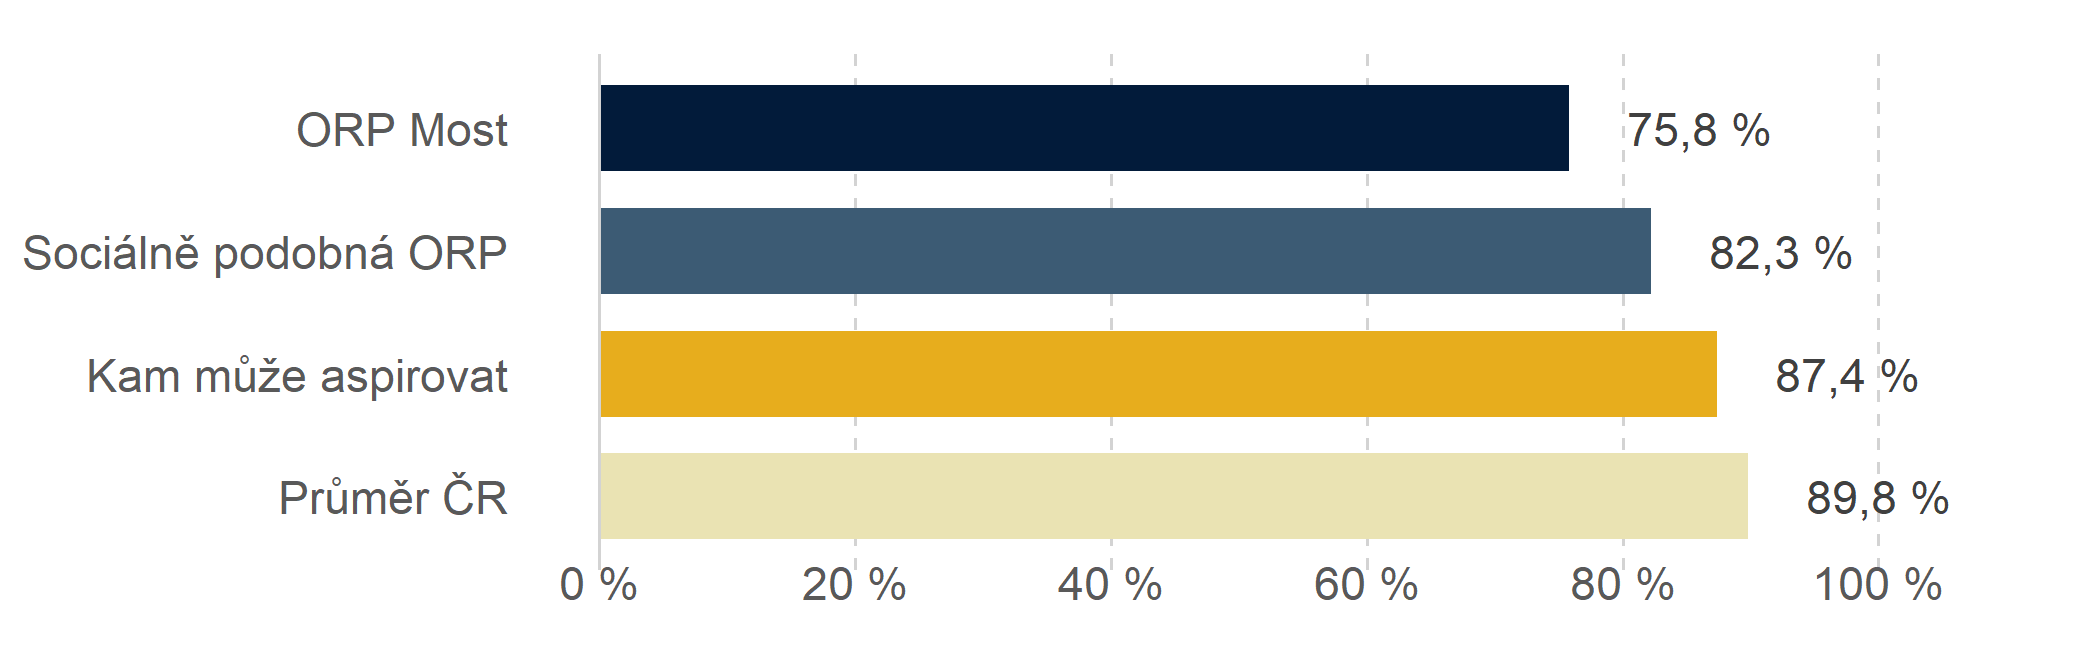 ORP Most
75,8 %
Sociálně podobná ORP
82,3 %
Kam může aspirovat
87,4 %
Průměr ČR
89,8 %
0 %
20 %
40 %
60 %
80 %
100 %